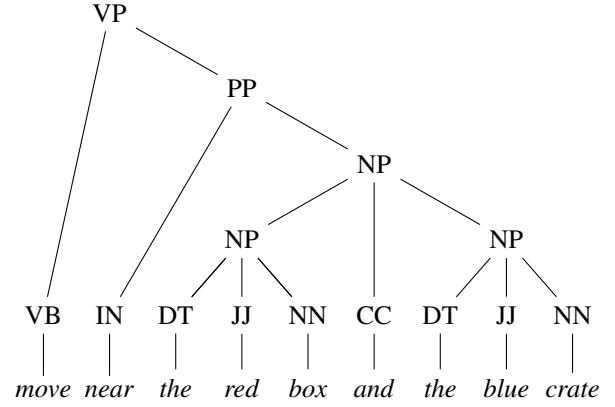 VP
PP
NP
NP NP
VB IN DT JJ NN CC DT JJ NN
move near the red box and the blue crate